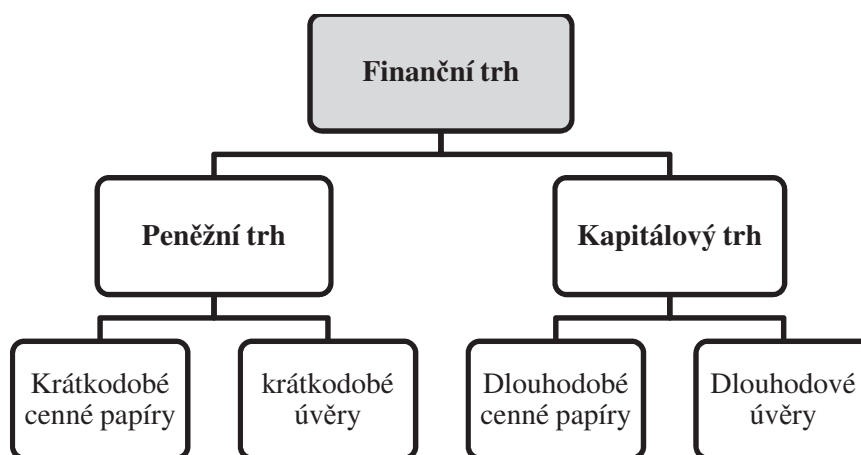 Finanční trh
Peněžní trh
Kapitálový trh
Krátkodobé
cenné papíry
krátkodobé
úvěry
Dlouhodobé
cenné papíry
Dlouhodové
úvěry